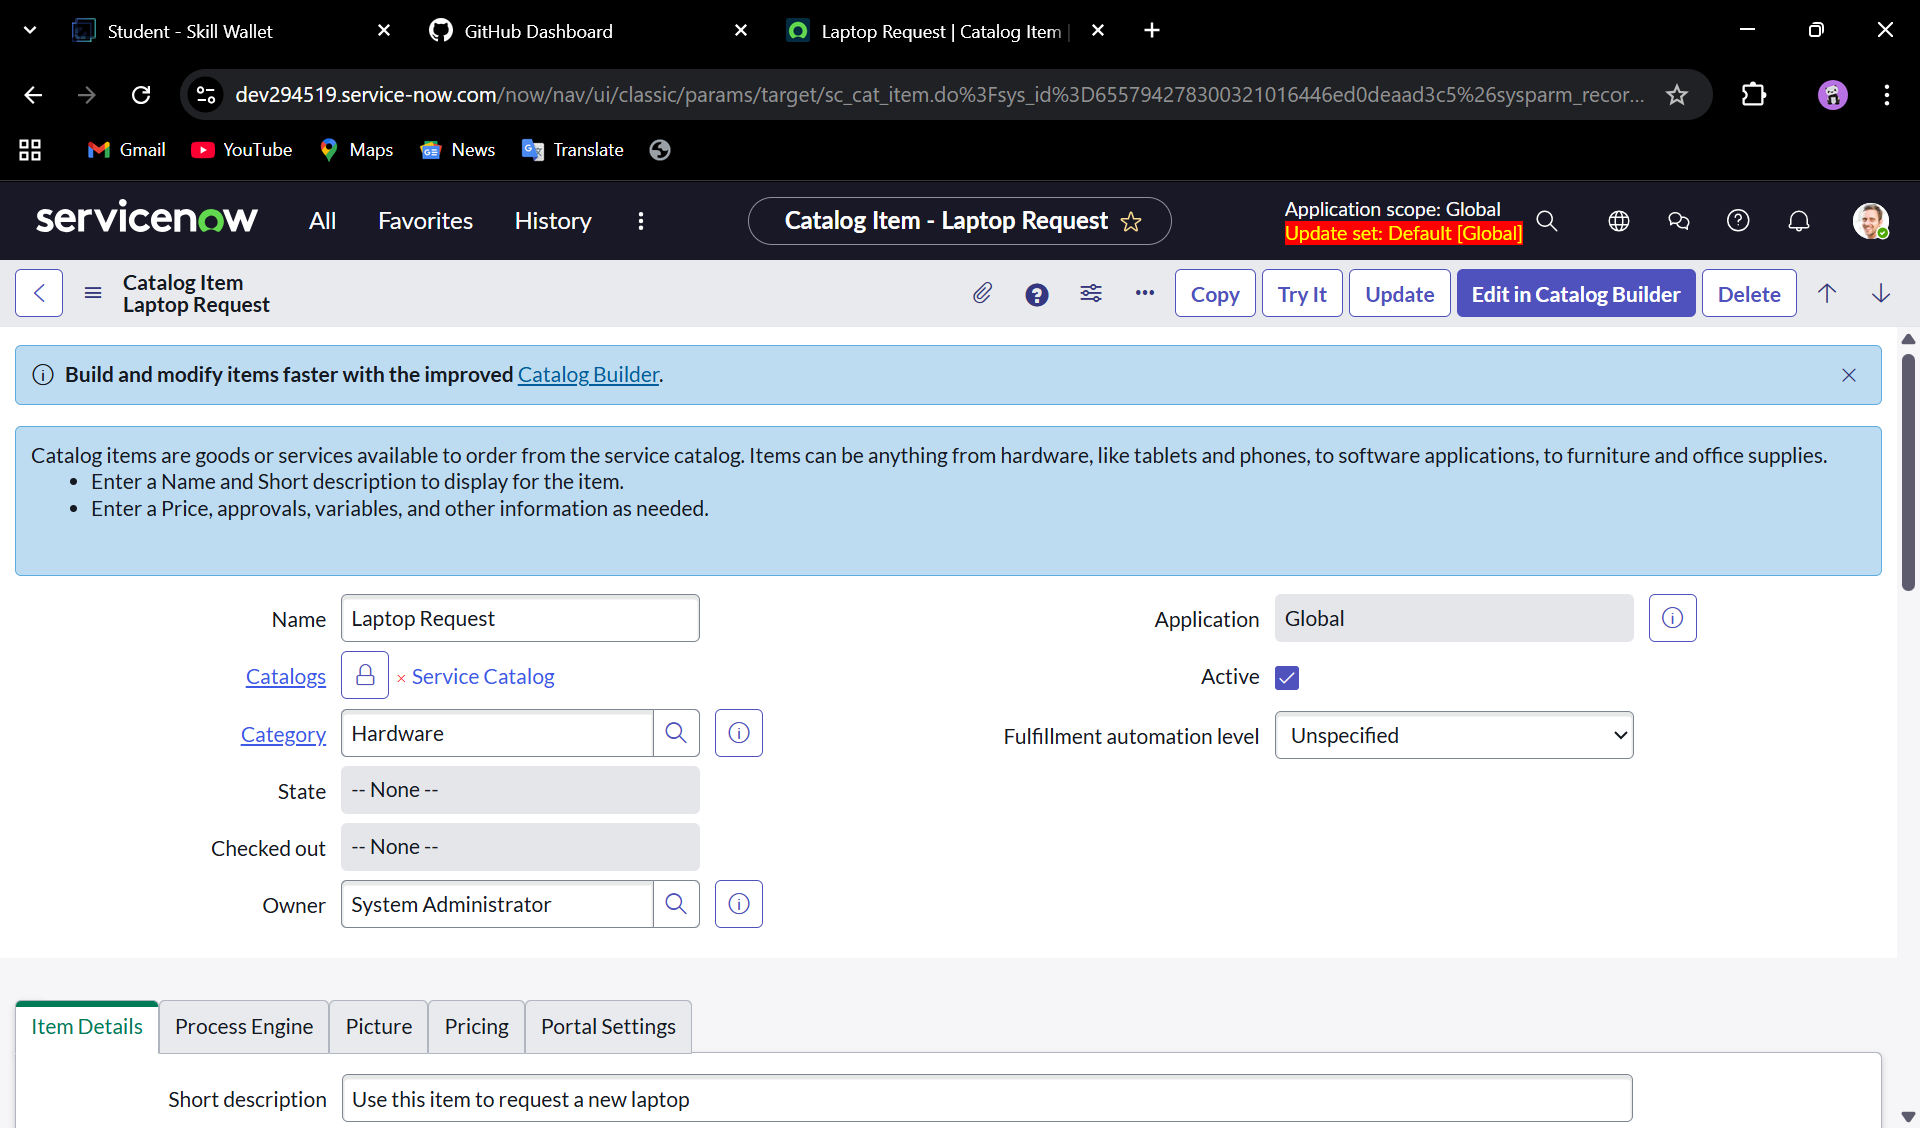 Student - Skill Wallet
GitHub Dashboard
Laptop Request | Catalog Item |
dev294519.service-now.com/now/nav/ui/classic/params/target/sc_cat_item.do%3Fsys_id%3D655794278300321016446ed0deaad3c5%26sysparm_recor...
Gmail
YouTube
Maps
News
Translate
servicenow
All
Favorites
History
Catalog Item - Laptop Request
Application scope: Global
Update set: Default [Global]
Catalog Item
Laptop Request
Copy
Try It
Update
Edit in Catalog Builder
Delete
Build and modify items faster with the improved Catalog Builder.
Catalog items are goods or services available to order from the service catalog. Items can be anything from hardware, like tablets and phones, to software applications, to furniture and office supplies.
• Enter a Name and Short description to display for the item.
• Enter a Price, approvals, variables, and other information as needed.
Name
Laptop Request
Application
Global
Catalogs
× Service Catalog
Active
Category
Hardware
Fulfillment automation level
Unspecified
State
-- None --
Checked out
-- None --
Owner
System Administrator
Item Details
Process Engine
Picture
Pricing
Portal Settings
Short description
Use this item to request a new laptop